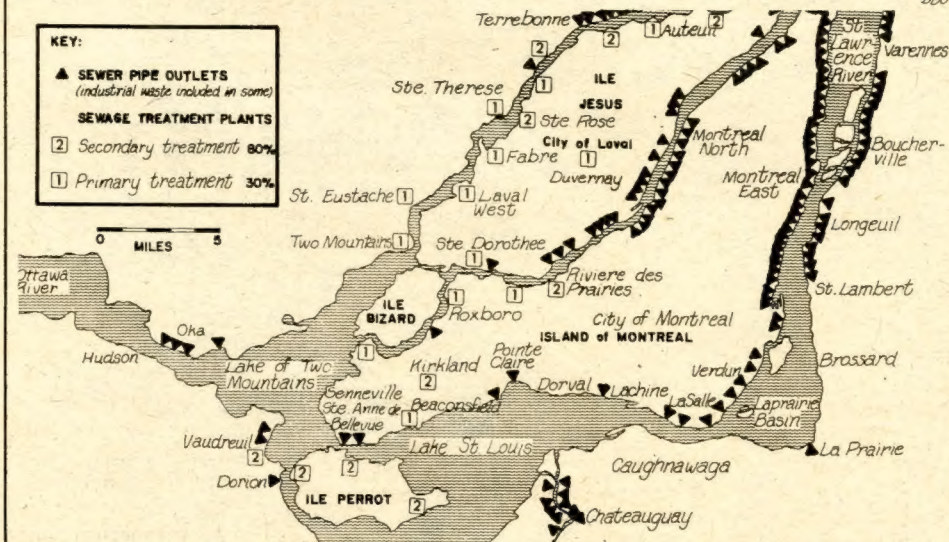 KEY:
SEWER PIPE OUTLETS
(industrial waste included in some)
SEWAGE TREATMENT PLANTS
2 Secondary treatment 80%
1 Primary treatment 30%
0 5
MILES
Terrebonne
2
1
Auteuil
2
2
1
ILE
JESUS
Ste. Therese
1
2
Ste Rose
City of Laval
1
Fabre
1
Duvernay
St. Eustache
1
1
Laval
West
Two Mountains
1
Ste Dorothee
1
Montreal
North
Montreal
East
St.
Lawr-
ence
River
Varennes
Boucher-
ville
Longeuil
St. Lambert
Ottawa
River
ILE
BIZARD
1
Roxboro
1
2
Riviere des
Prairies
City of Montreal
ISLAND of MONTREAL
Oka
Hudson
1
Lake of Two
Mountains
Kirkland
2
Pointe
Claire
Senneville
Ste. Anne de
Bellevue
Beaconsfield
1
Dorval
Lachine
LaSalle
Verdun
Brossard
Laprairie
Basin
Vaudreuil
2
Lake St. Louis
La Prairie
Dorion
2
2
ILE PERROT
2
Caughnawaga
Chateauguay